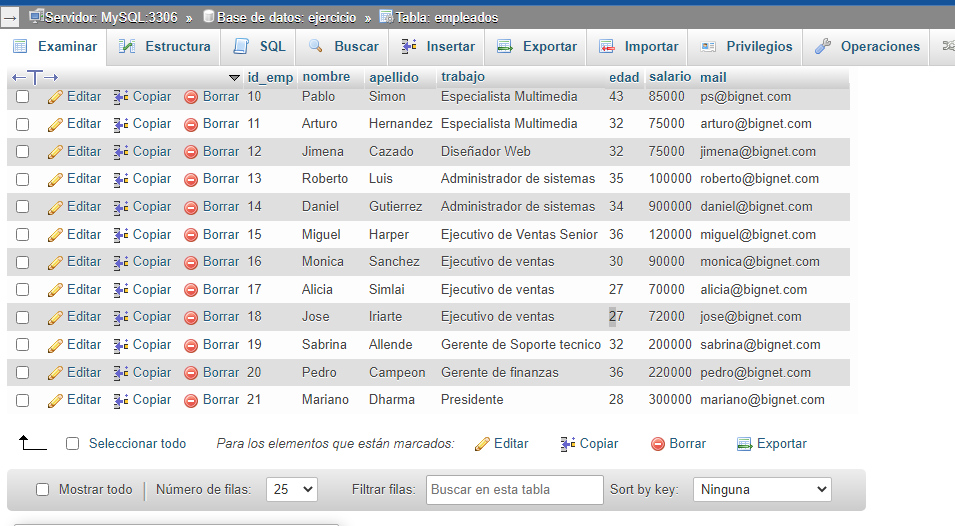 Servidor: MySQL:3306 » Base de datos: ejercicio » Tabla: empleados
Examinar Estructura SQL Buscar Insertar Exportar Importar Privilegios Operaciones
id_emp nombre apellido trabajo edad salario mail
Editar Copiar Borrar 10 Pablo Simon Especialista Multimedia 43 85000 ps@bignet.com
Editar Copiar Borrar 11 Arturo Hernandez Especialista Multimedia 32 75000 arturo@bignet.com
Editar Copiar Borrar 12 Jimena Cazado Diseñador Web 32 75000 jimena@bignet.com
Editar Copiar Borrar 13 Roberto Luis Administrador de sistemas 35 100000 roberto@bignet.com
Editar Copiar Borrar 14 Daniel Gutierrez Administrador de sistemas 34 900000 daniel@bignet.com
Editar Copiar Borrar 15 Miguel Harper Ejecutivo de Ventas Senior 36 120000 miguel@bignet.com
Editar Copiar Borrar 16 Monica Sanchez Ejecutivo de ventas 30 90000 monica@bignet.com
Editar Copiar Borrar 17 Alicia Simlai Ejecutivo de ventas 27 70000 alicia@bignet.com
Editar Copiar Borrar 18 Jose Iriarte Ejecutivo de ventas 27 72000 jose@bignet.com
Editar Copiar Borrar 19 Sabrina Allende Gerente de Soporte tecnico 32 200000 sabrina@bignet.com
Editar Copiar Borrar 20 Pedro Campeon Gerente de finanzas 36 220000 pedro@bignet.com
Editar Copiar Borrar 21 Mariano Dharma Presidente 28 300000 mariano@bignet.com
Seleccionar todo Para los elementos que están marcados: Editar Copiar Borrar Exportar
Mostrar todo Número de filas: 25 Filtrar filas: Buscar en esta tabla Sort by key: Ninguna